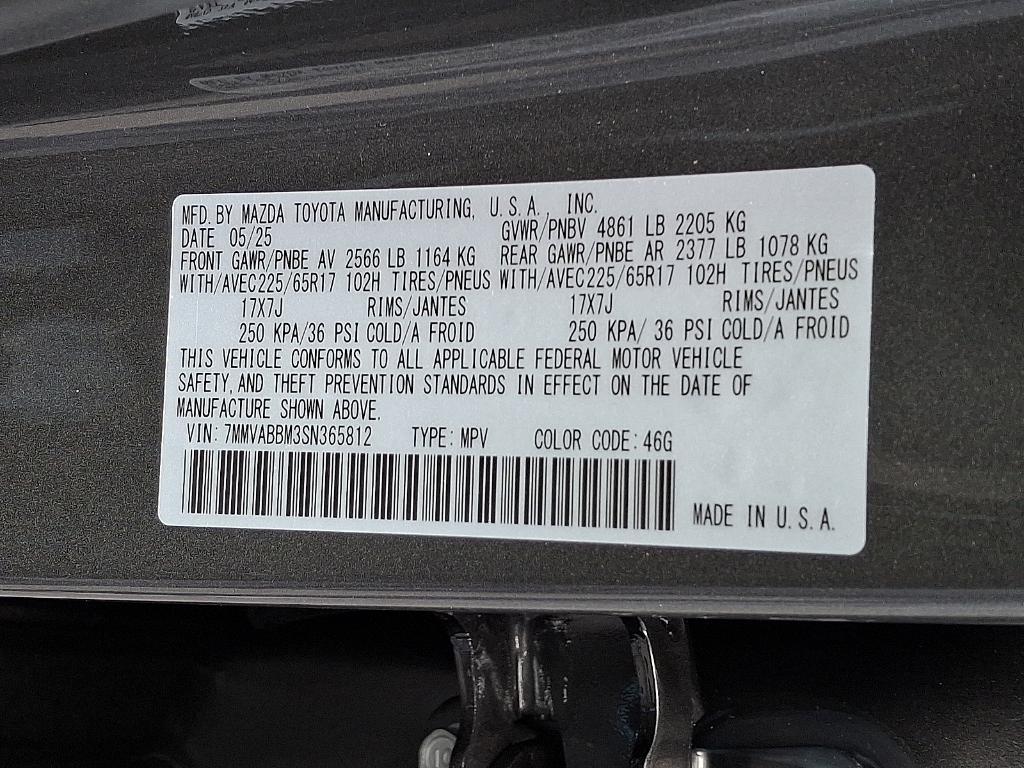 MFD. BY MAZDA TOYOTA MANUFACTURING, U.S.A. INC.
DATE 05/25 GVWR/PNBV 4861 LB 2205 KG
FRONT GAWR/PNBE AV 2566 LB 1164 KG REAR GAWR/PNBE AR 2377 LB 1078 KG
WITH/AVEC225/65R17 102H TIRES/PNEUS WITH/AVEC225/65R17 102H TIRES/PNEUS
17X7J RIMS/JANTES 17X7J RIMS/JANTES
250 KPA/36 PSI COLD/A FROID 250 KPA/ 36 PSI COLD/A FROID
THIS VEHICLE CONFORMS TO ALL APPLICABLE FEDERAL MOTOR VEHICLE
SAFETY, AND THEFT PREVENTION STANDARDS IN EFFECT ON THE DATE OF
MANUFACTURE SHOWN ABOVE.
VIN: 7MMVABBM3SN365812 TYPE: MPV COLOR CODE: 46G
MADE IN U.S.A.